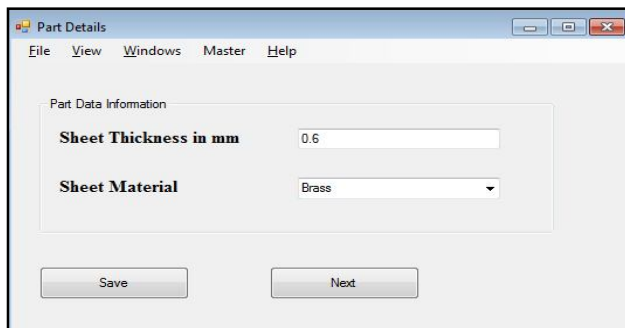 Part Details
File View Windows Master Help
Part Data Information
Sheet Thickness in mm 0.6
Sheet Material Brass
Save Next